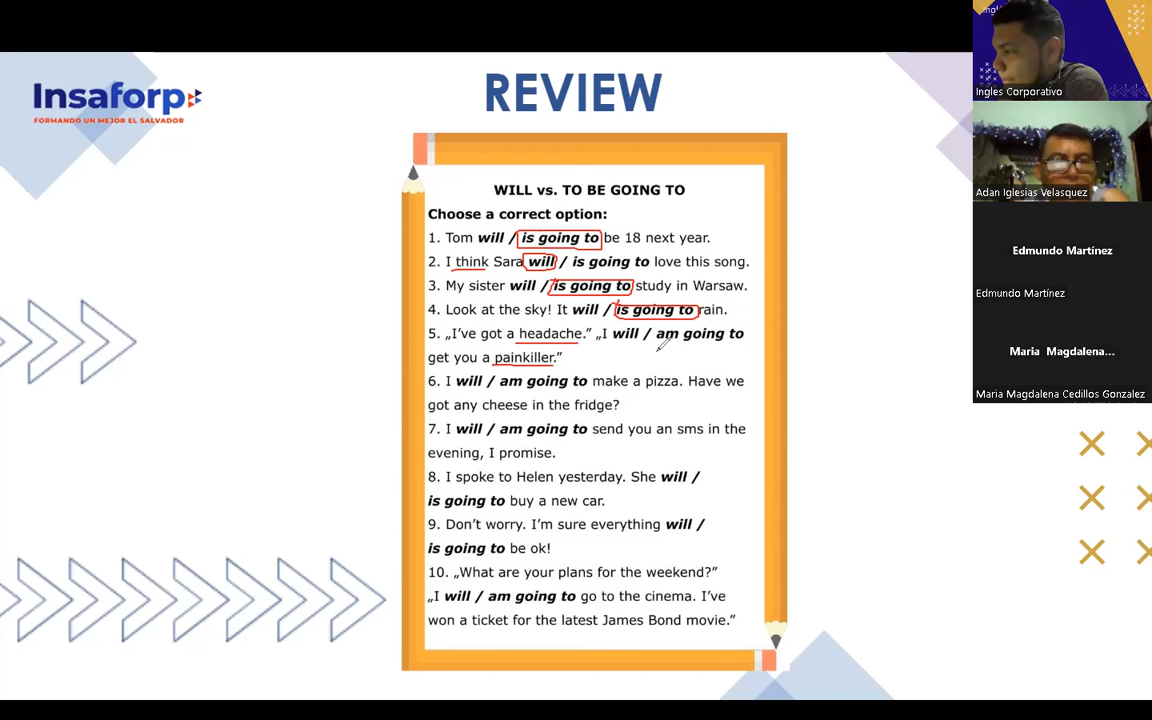 Insaforp
FORMANDO UN MEJOR EL SALVADOR
REVIEW
WILL vs. TO BE GOING TO
Choose a correct option:
1. Tom will / is going to be 18 next year.
2. I think Sara will / is going to love this song.
3. My sister will / is going to study in Warsaw.
4. Look at the sky! It will / is going to rain.
5. „I’ve got a headache.” „I will / am going to
get you a painkiller.”
6. I will / am going to make a pizza. Have we
got any cheese in the fridge?
7. I will / am going to send you an sms in the
evening, I promise.
8. I spoke to Helen yesterday. She will /
is going to buy a new car.
9. Don’t worry. I’m sure everything will /
is going to be ok!
10. „What are your plans for the weekend?”
„I will / am going to go to the cinema. I’ve
won a ticket for the latest James Bond movie.”
Ingles Corporativo
Adan Iglesias Velasquez
Edmundo Martínez
Edmundo Martínez
Maria Magdalena...
Maria Magdalena Cedillos Gonzalez